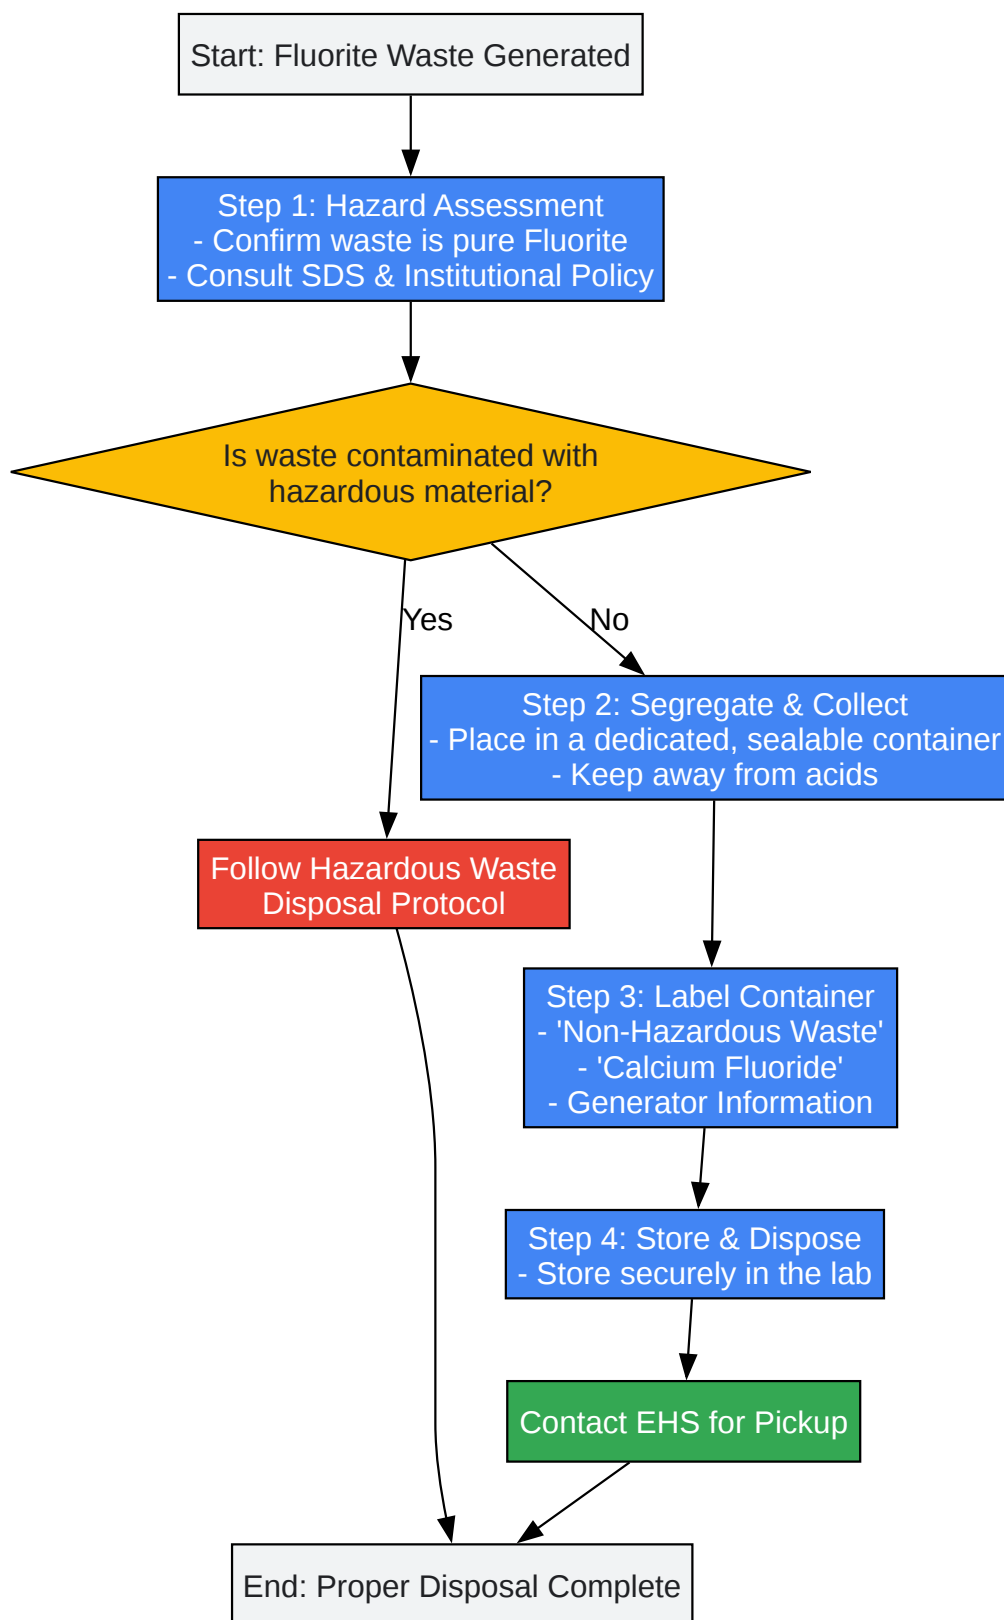 Start: Fluorite Waste Generated
Step 1: Hazard Assessment
- Confirm waste is pure Fluorite
- Consult SDS & Institutional Policy
Is waste contaminated with
hazardous material?
Yes
No
Step 2: Segregate & Collect
- Place in a dedicated, sealable container
- Keep away from acids
Follow Hazardous Waste
Disposal Protocol
Step 3: Label Container
- 'Non-Hazardous Waste'
- 'Calcium Fluoride'
- Generator Information
Step 4: Store & Dispose
- Store securely in the lab
Contact EHS for Pickup
End: Proper Disposal Complete